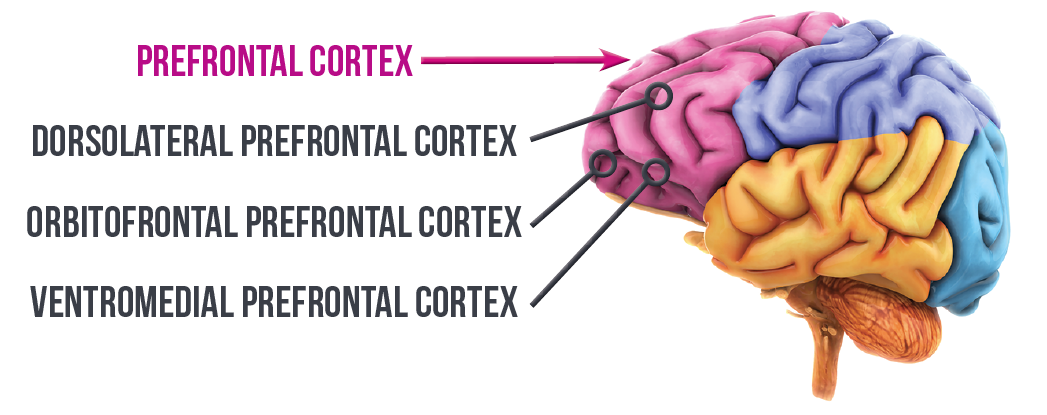 PREFRONTAL CORTEX
DORSOLATERAL PREFRONTAL CORTEX
ORBITOFRONTAL PREFRONTAL CORTEX
VENTROMEDIAL PREFRONTAL CORTEX